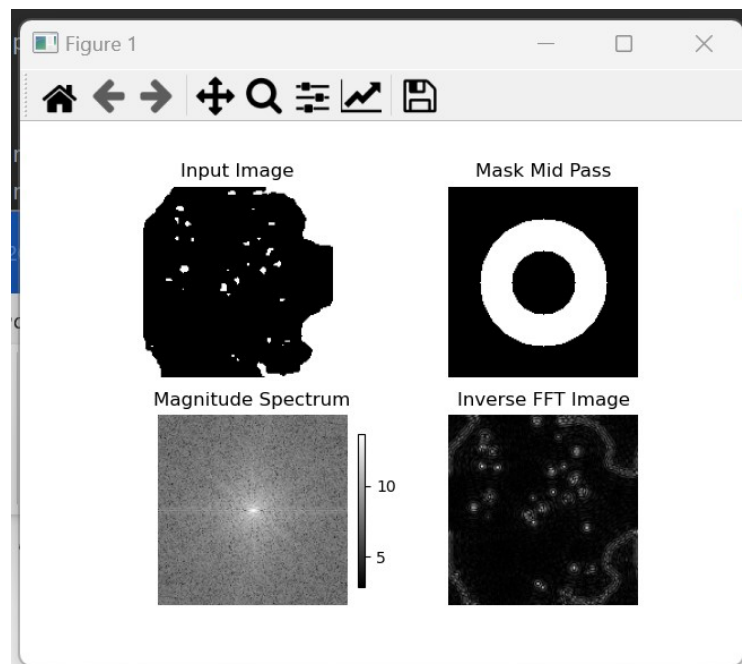 Figure 1
Input Image
Mask Mid Pass
Magnitude Spectrum
Inverse FFT Image
10
5